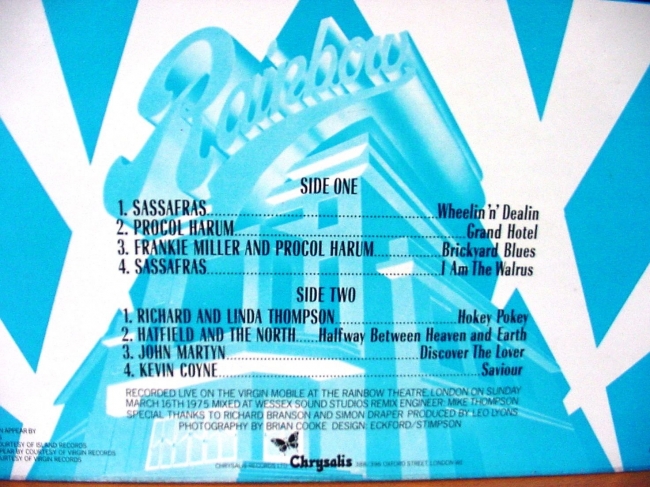 Rainbow
SIDE ONE
1. SASSAFRAS Wheelin'n'Dealin
2. PROCOL HARUM Grand Hotel
3. FRANKIE MILLER AND PROCOL HARUM Brickyard Blues
4. SASSAFRAS I Am The Walrus
SIDE TWO
1. RICHARD AND LINDA THOMPSON Hokey Pokey
2. HATFIELD AND THE NORTH Halfway Between Heaven and Earth
3. JOHN MARTYN Discover The Lover
4. KEVIN COYNE Saviour
RECORDED LIVE ON THE VIRGIN MOBILE AT THE RAINBOW THEATRE, LONDON ON SUNDAY
MARCH 16TH 1975 MIXED AT WESSEX SOUND STUDIOS REMIX ENGINEER: MIKE THOMPSON
SPECIAL THANKS TO RICHARD BRANSON AND SIMON DRAPER PRODUCED BY LEO LYONS
PHOTOGRAPHY BY BRIAN COOKE DESIGN: ECKFORD/STIMPSON
APPEAR BY
OF ISLAND RECORDS
BY COURTESY OF VIRGIN RECORDS
OF VIRGIN RECORDS
CHRYSALIS RECORDS LTD Chrysalis OXFORD STREET, LONDON W1